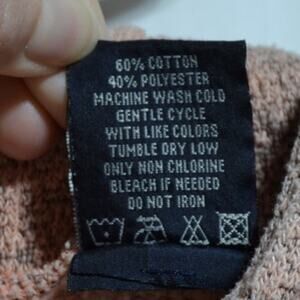 60% COTTON
40% POLYESTER
MACHINE WASH COLD
GENTLE CYCLE
WITH LIKE COLORS
TUMBLE DRY LOW
ONLY NON CHLORINE
BLEACH IF NEEDED
DO NOT IRON